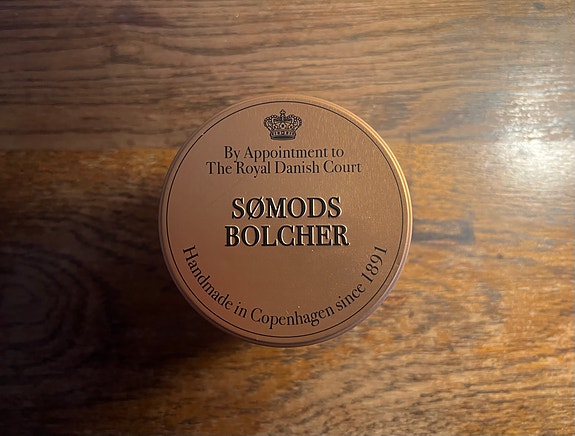 By Appointment to
The Royal Danish Court
SØMODS
BOLCHER
Handmade in Copenhagen since 1891